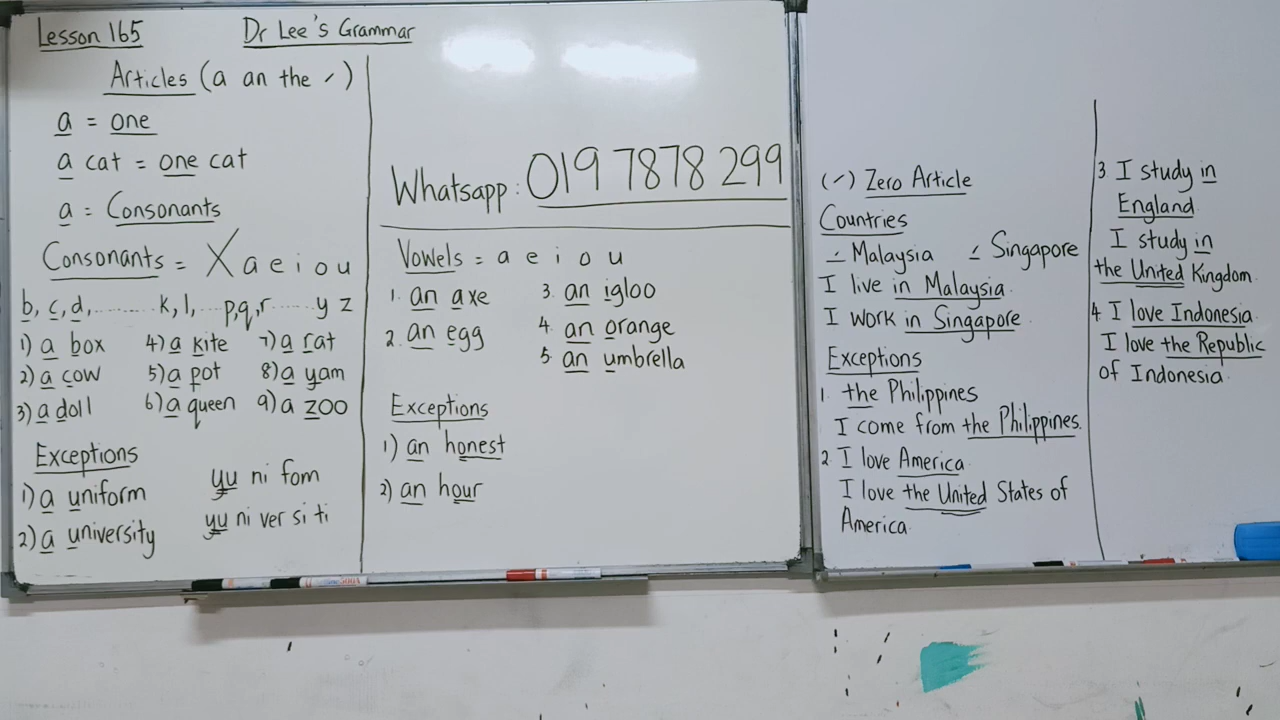 Lesson 165
Dr Lee's Grammar
Articles (a an the ✓)
a = one
a cat = one cat
a = Consonants
Consonants = X a e i o u
b, c, d, ......... k, l, .... p, q, r ...... y z
1) a box 4) a kite 7) a rat
2) a cow 5) a pot 8) a yam
3) a doll 6) a queen 9) a zoo
Exceptions
1) a uniform yu ni fom
2) a university yu ni ver si ti
Whatsapp: 019 7878 299
Vowels = a e i o u
1. an axe 3. an igloo
2. an egg 4. an orange
5. an umbrella
Exceptions
1) an honest
2) an hour
(✓) Zero Article
Countries
✓ Malaysia ✓ Singapore
I live in Malaysia.
I work in Singapore.
Exceptions
1. the Philippines
I come from the Philippines.
2 I love America.
I love the United States of
America.
3 I study in
England
I study in
the United Kingdom.
4 I love Indonesia.
I love the Republic
of Indonesia.